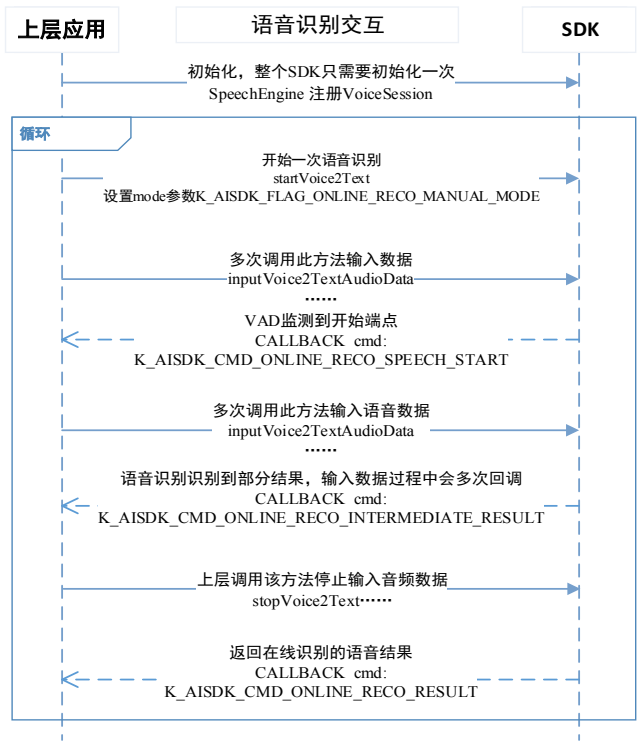 上层应用
语音识别交互
SDK
初始化，整个SDK只需要初始化一次
SpeechEngine 注册VoiceSession
循环
开始一次语音识别
startVoice2Text
设置mode参数K_AISDK_FLAG_ONLINE_RECO_MANUAL_MODE
多次调用此方法输入数据
inputVoice2TextAudioData
……
VAD监测到开始端点
CALLBACK cmd:
K_AISDK_CMD_ONLINE_RECO_SPEECH_START
多次调用此方法输入语音数据
inputVoice2TextAudioData
……
语音识别识别到部分结果，输入数据过程中会多次回调
CALLBACK cmd:
K_AISDK_CMD_ONLINE_RECO_INTERMEDIATE_RESULT
上层调用该方法停止输入音频数据
stopVoice2Text……
返回在线识别的语音结果
CALLBACK cmd:
K_AISDK_CMD_ONLINE_RECO_RESULT